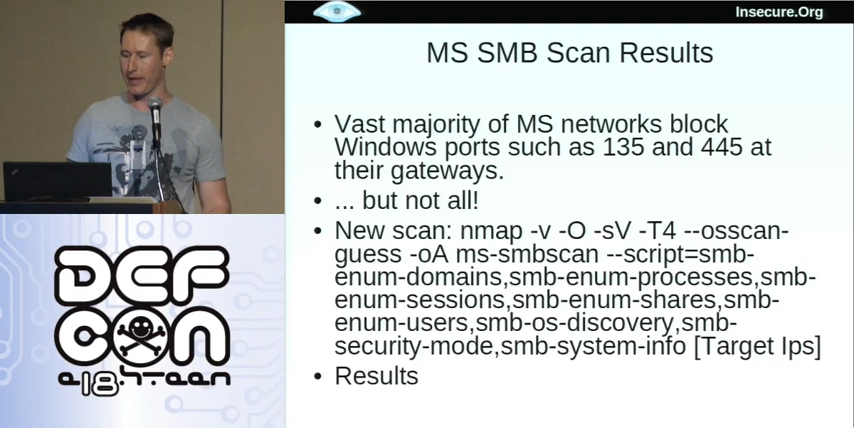 Insecure.Org
MS SMB Scan Results
• Vast majority of MS networks block
Windows ports such as 135 and 445 at
their gateways.
• ... but not all!
• New scan: nmap -v -O -sV -T4 --osscan-
guess -oA ms-smbscan --script=smb-
enum-domains,smb-enum-processes,smb-
enum-sessions,smb-enum-shares,smb-
enum-users,smb-os-discovery,smb-
security-mode,smb-system-info [Target Ips]
• Results
DEF
CON
e18hteen